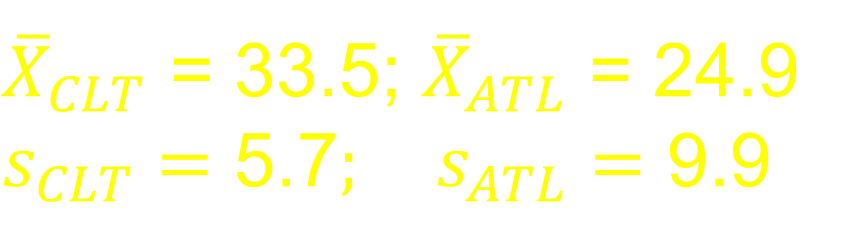 X̄_CLT = 33.5; X̄_ATL = 24.9
s_CLT = 5.7; s_ATL = 9.9